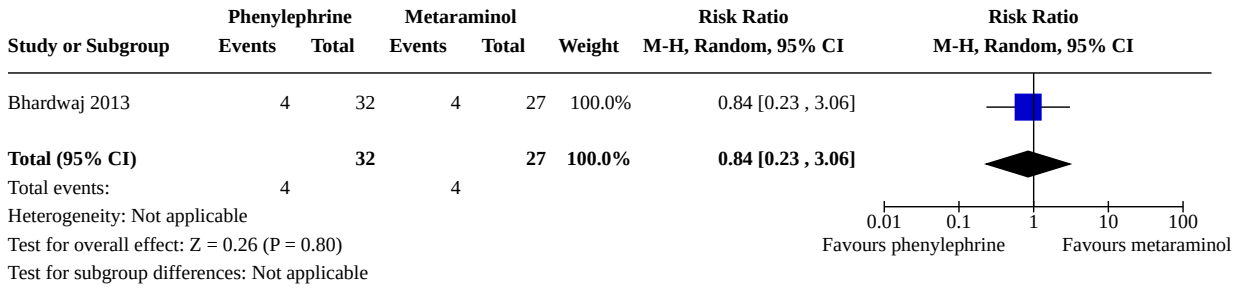 Phenylephrine Metaraminol Risk Ratio Risk Ratio
Study or Subgroup Events Total Events Total Weight M-H, Random, 95% CI M-H, Random, 95% CI
Bhardwaj 2013 4 32 4 27 100.0% 0.84 [0.23 , 3.06]
Total (95% CI) 32 27 100.0% 0.84 [0.23 , 3.06]
Total events: 4 4
Heterogeneity: Not applicable
0.01 0.1 1 10 100
Test for overall effect: Z = 0.26 (P = 0.80)
Favours phenylephrine Favours metaraminol
Test for subgroup differences: Not applicable